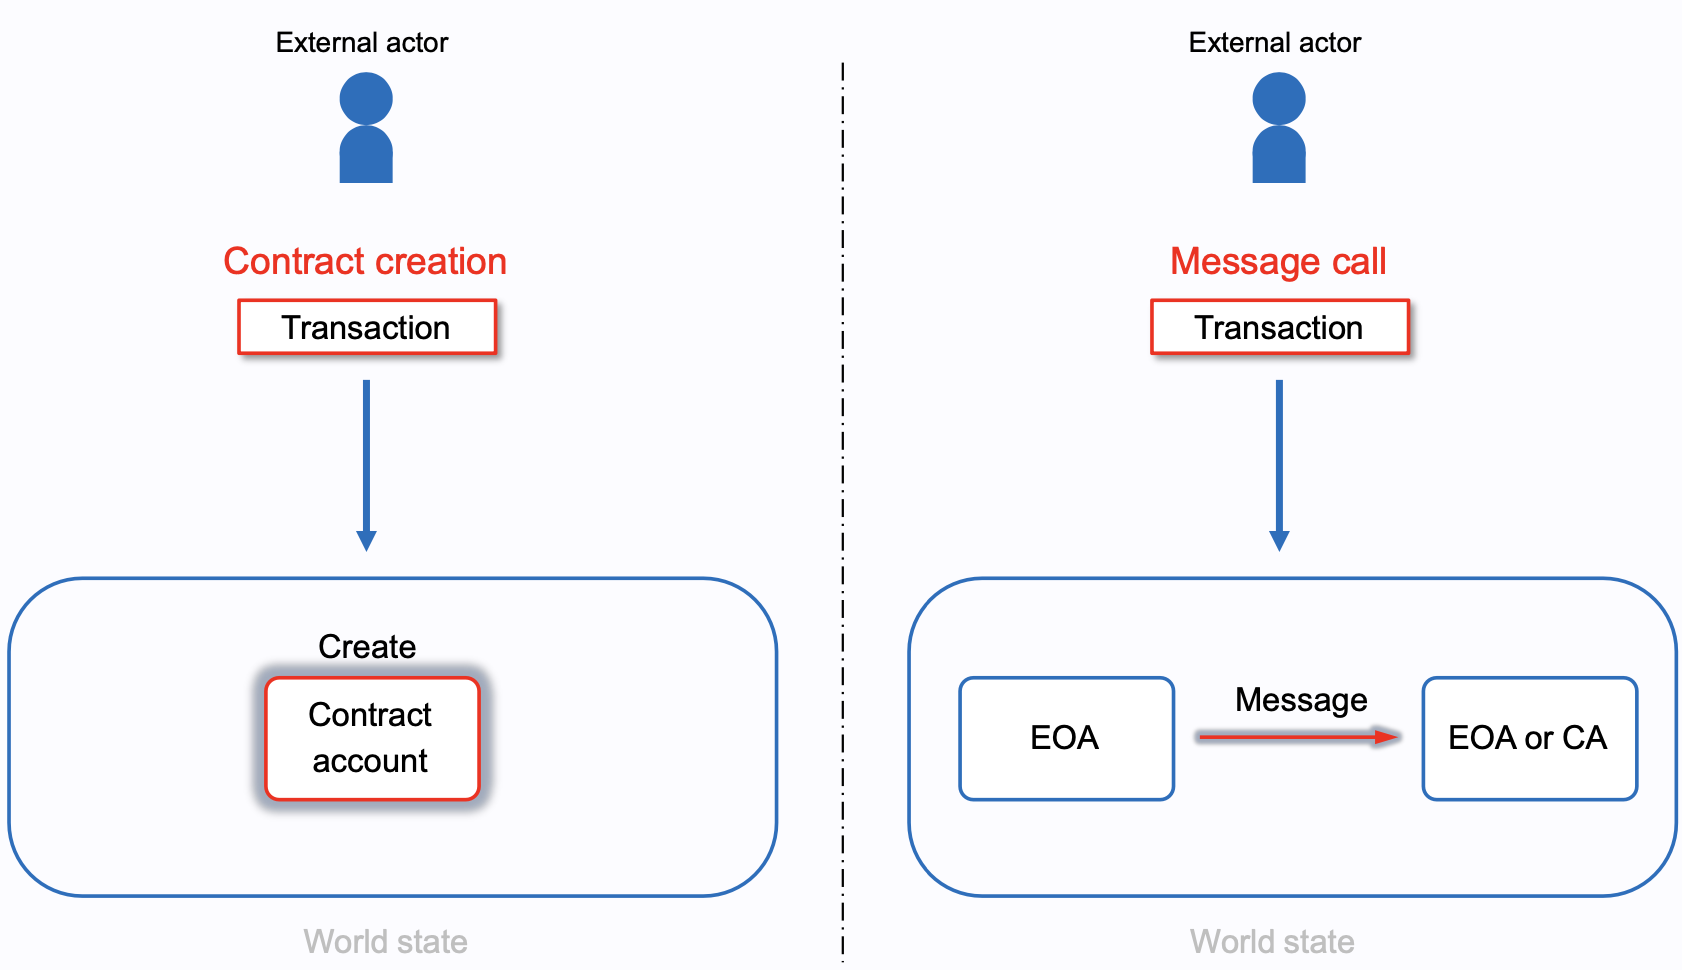 External actor
Contract creation
Transaction
Create
Contract
account
World state
External actor
Message call
Transaction
EOA
Message
EOA or CA
World state